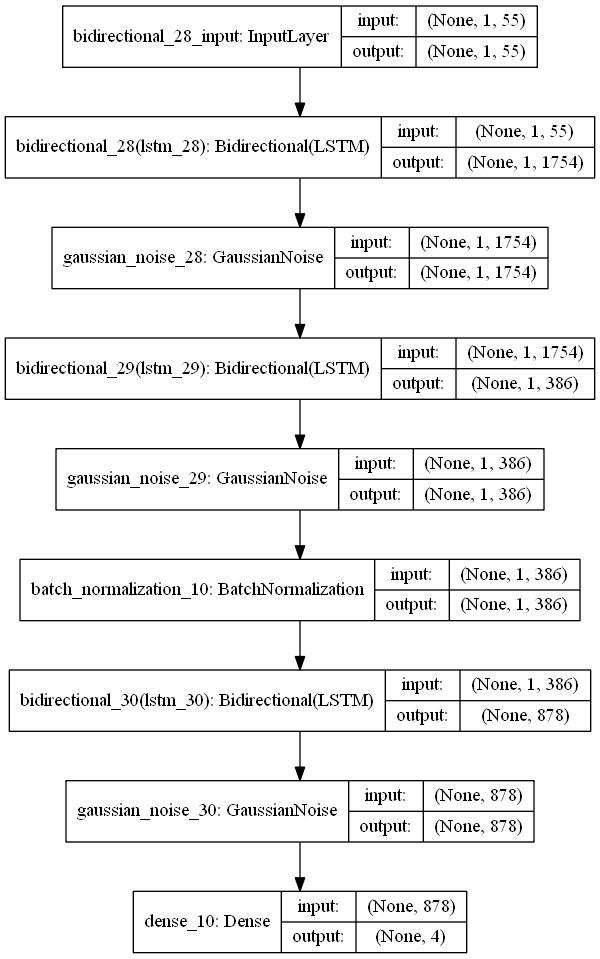 bidirectional_28_input: InputLayer
input: (None, 1, 55)
output: (None, 1, 55)
bidirectional_28(lstm_28): Bidirectional(LSTM)
input: (None, 1, 55)
output: (None, 1, 1754)
gaussian_noise_28: GaussianNoise
input: (None, 1, 1754)
output: (None, 1, 1754)
bidirectional_29(lstm_29): Bidirectional(LSTM)
input: (None, 1, 1754)
output: (None, 1, 386)
gaussian_noise_29: GaussianNoise
input: (None, 1, 386)
output: (None, 1, 386)
batch_normalization_10: BatchNormalization
input: (None, 1, 386)
output: (None, 1, 386)
bidirectional_30(lstm_30): Bidirectional(LSTM)
input: (None, 1, 386)
output: (None, 878)
gaussian_noise_30: GaussianNoise
input: (None, 878)
output: (None, 878)
dense_10: Dense
input: (None, 878)
output: (None, 4)